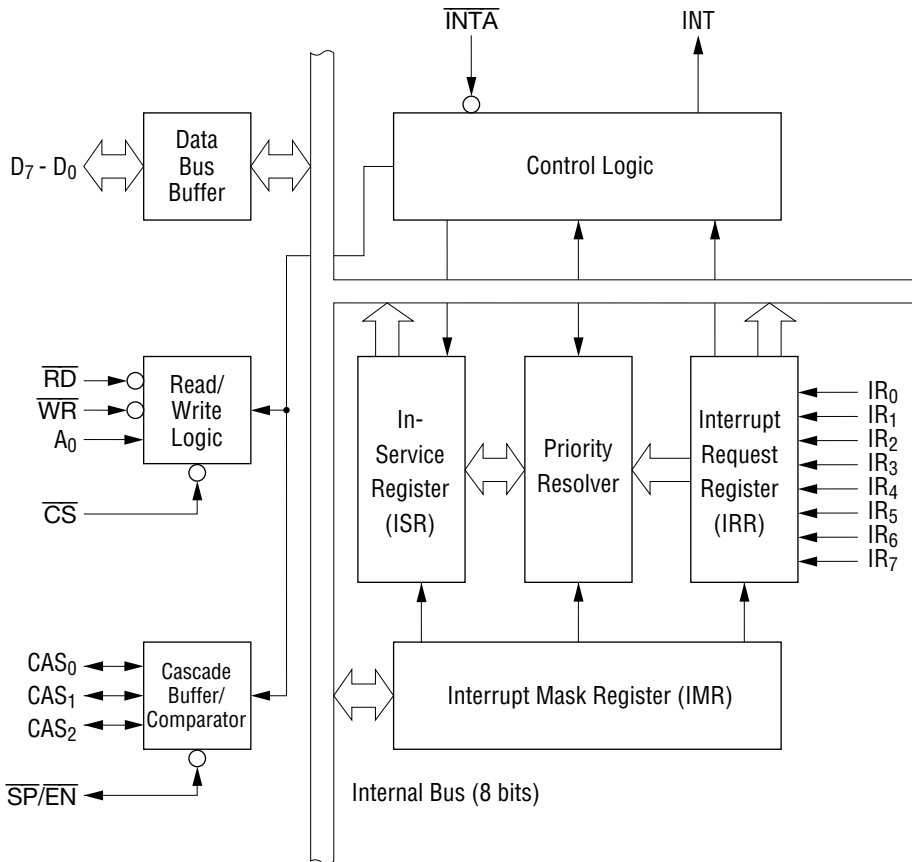 INTA
INT
D7 - D0
Data
Bus
Buffer
Control Logic
RD
WR
A0
CS
Read/
Write
Logic
In-
Service
Register
(ISR)
Priority
Resolver
Interrupt
Request
Register
(IRR)
IR0
IR1
IR2
IR3
IR4
IR5
IR6
IR7
CAS0
CAS1
CAS2
Cascade
Buffer/
Comparator
SP/EN
Interrupt Mask Register (IMR)
Internal Bus (8 bits)